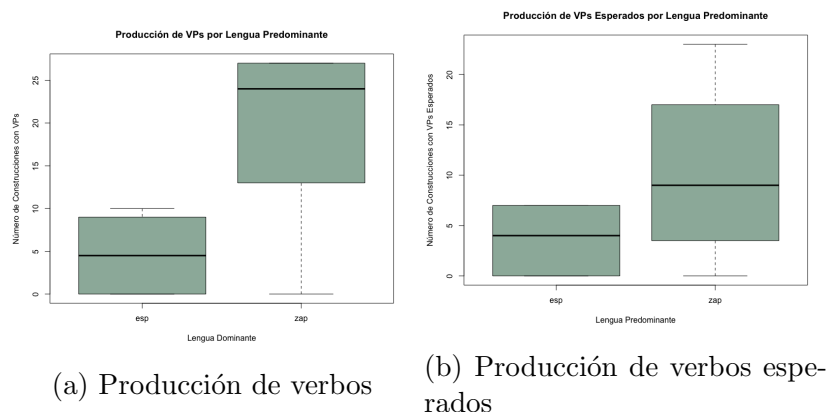 Producción de VPs por Lengua Predominante
Número de Construcciones con VPs
25
20
15
10
5
0
esp
zap
Lengua Dominante
(a) Producción de verbos
Producción de VPs Esperados por Lengua Predominante
Número de Construcciones con VPs Esperados
20
15
10
5
0
esp
zap
Lengua Predominante
(b) Producción de verbos espe-
rados